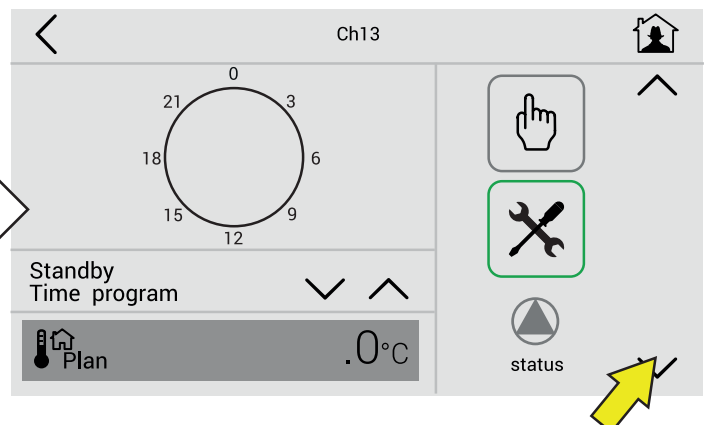 Ch13
0
21
3
18
6
15
9
12
Standby
Time program
Plan
.0°C
status